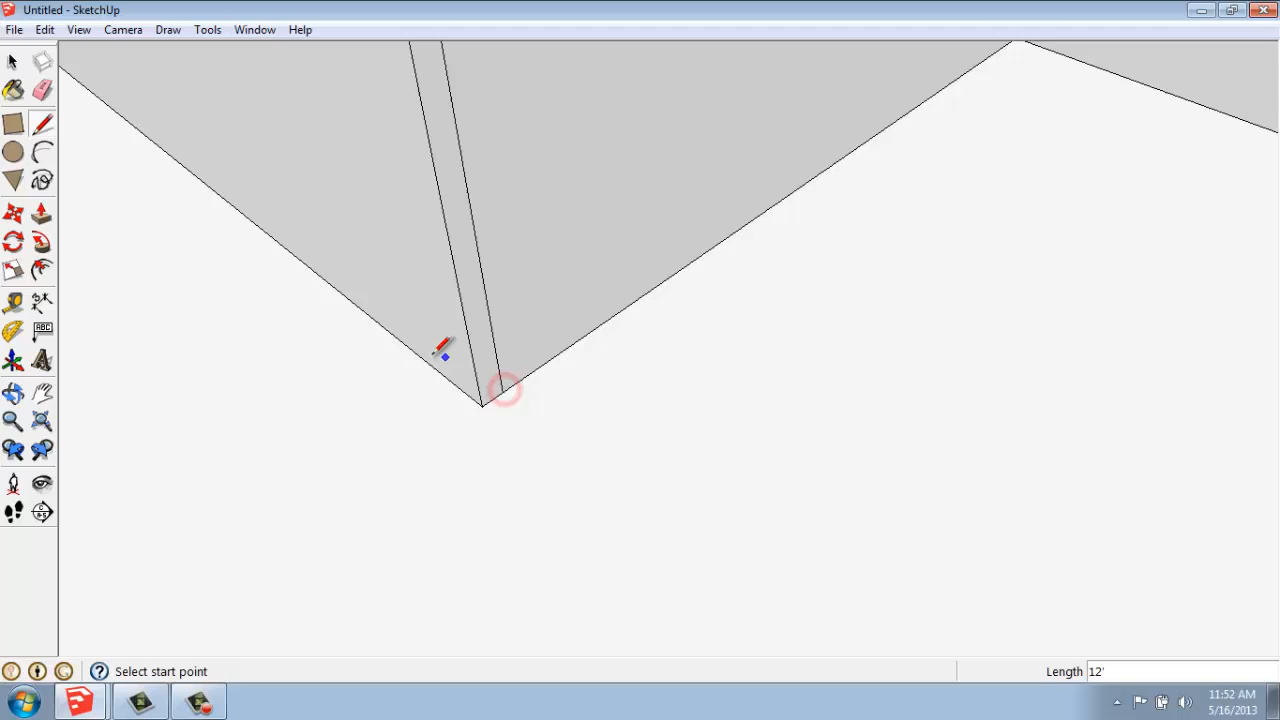 Untitled - SketchUp
File Edit View Camera Draw Tools Window Help
ABC
Select start point
Length 12'
11:52 AM
5/16/2013